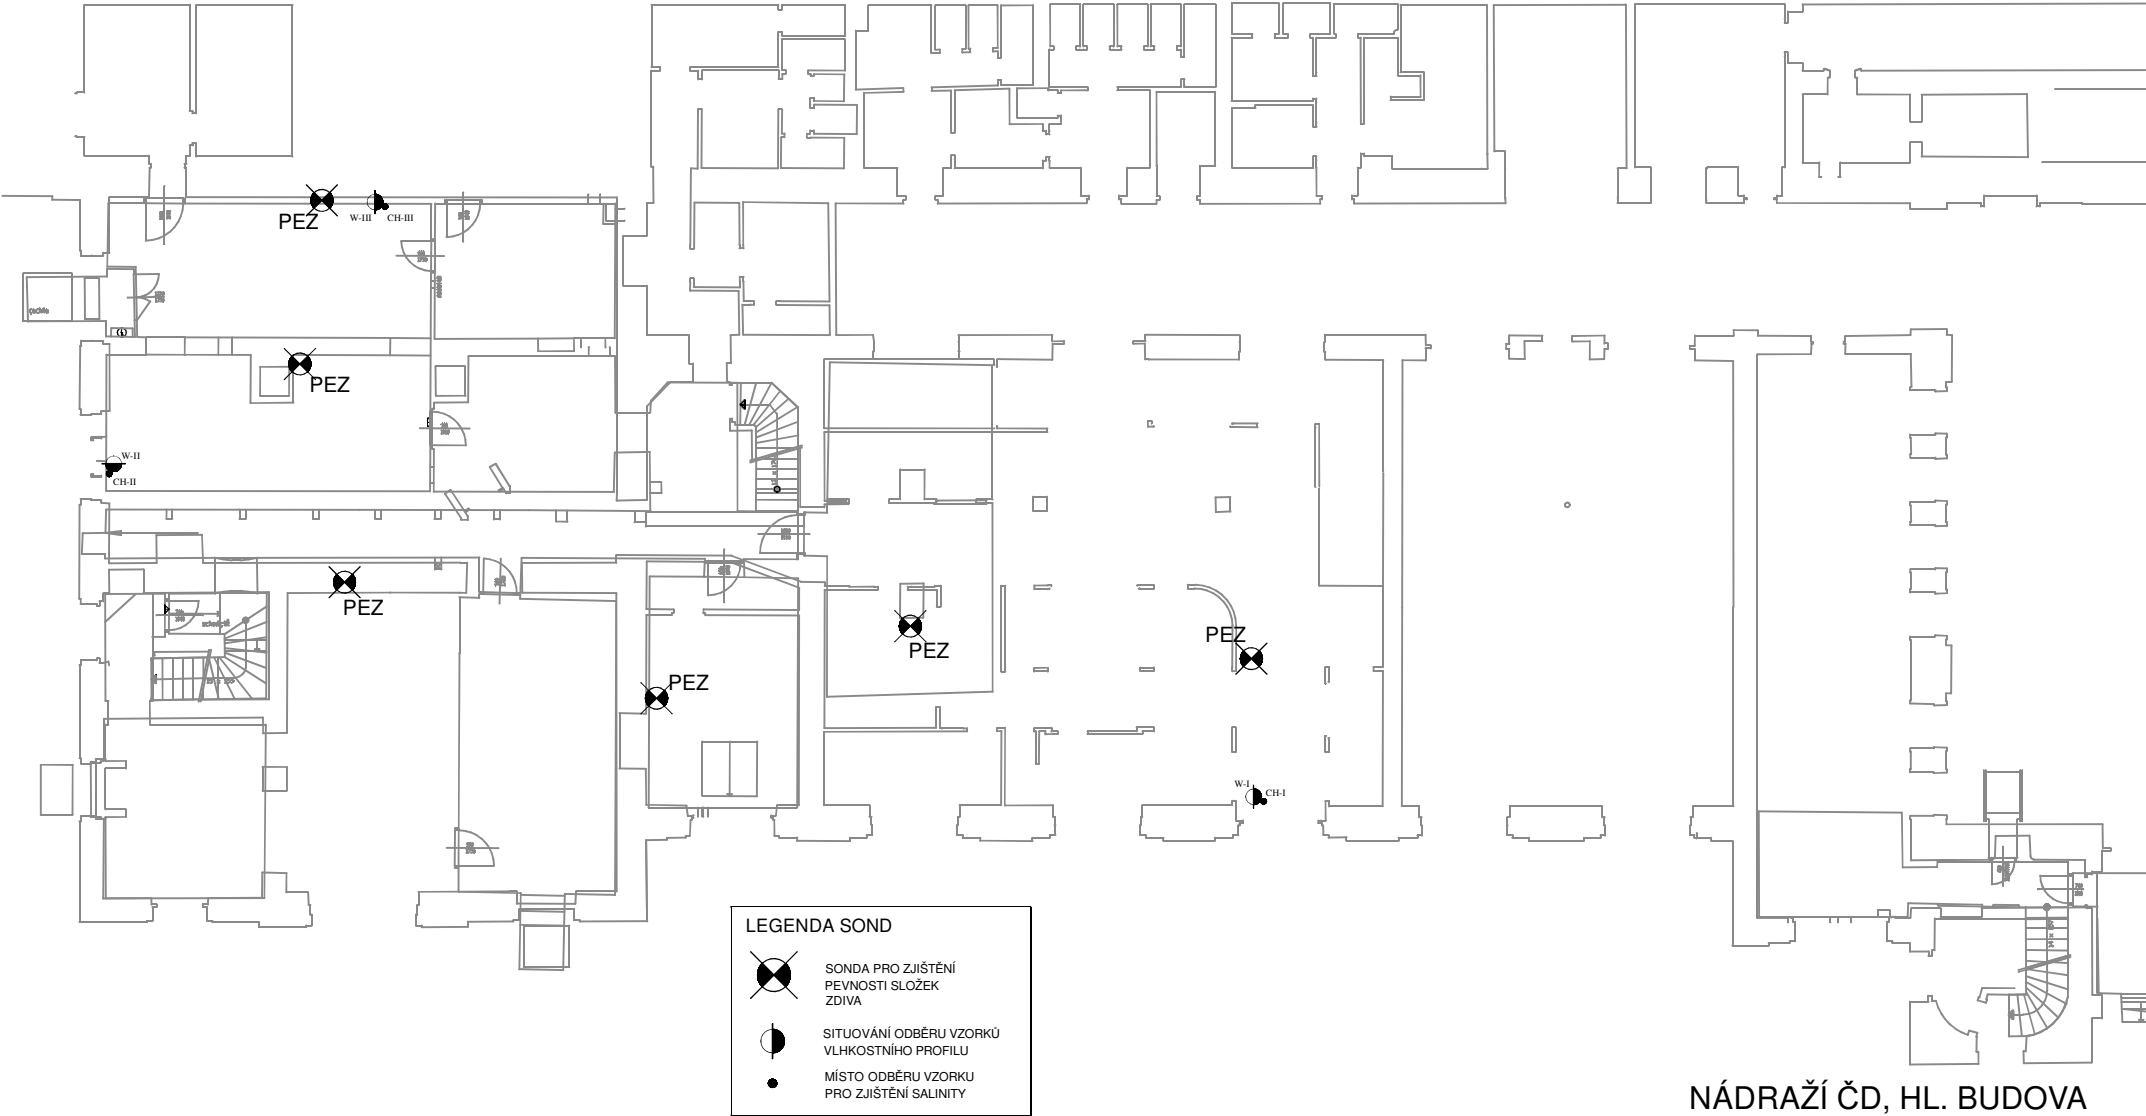 PEZ
W-III
CH-III
PEZ
W-II
CH-II
PEZ
PEZ
PEZ
PEZ
W-I
CH-I
LEGENDA SOND
SONDA PRO ZJIŠTĚNÍ
PEVNOSTI SLOŽEK
ZDIVA
SITUOVÁNÍ ODBĚRU VZORKŮ
VLHKOSTNÍHO PROFILU
MÍSTO ODBĚRU VZORKU
PRO ZJIŠTĚNÍ SALINITY
NÁDRAŽÍ ČD, HL. BUDOVA